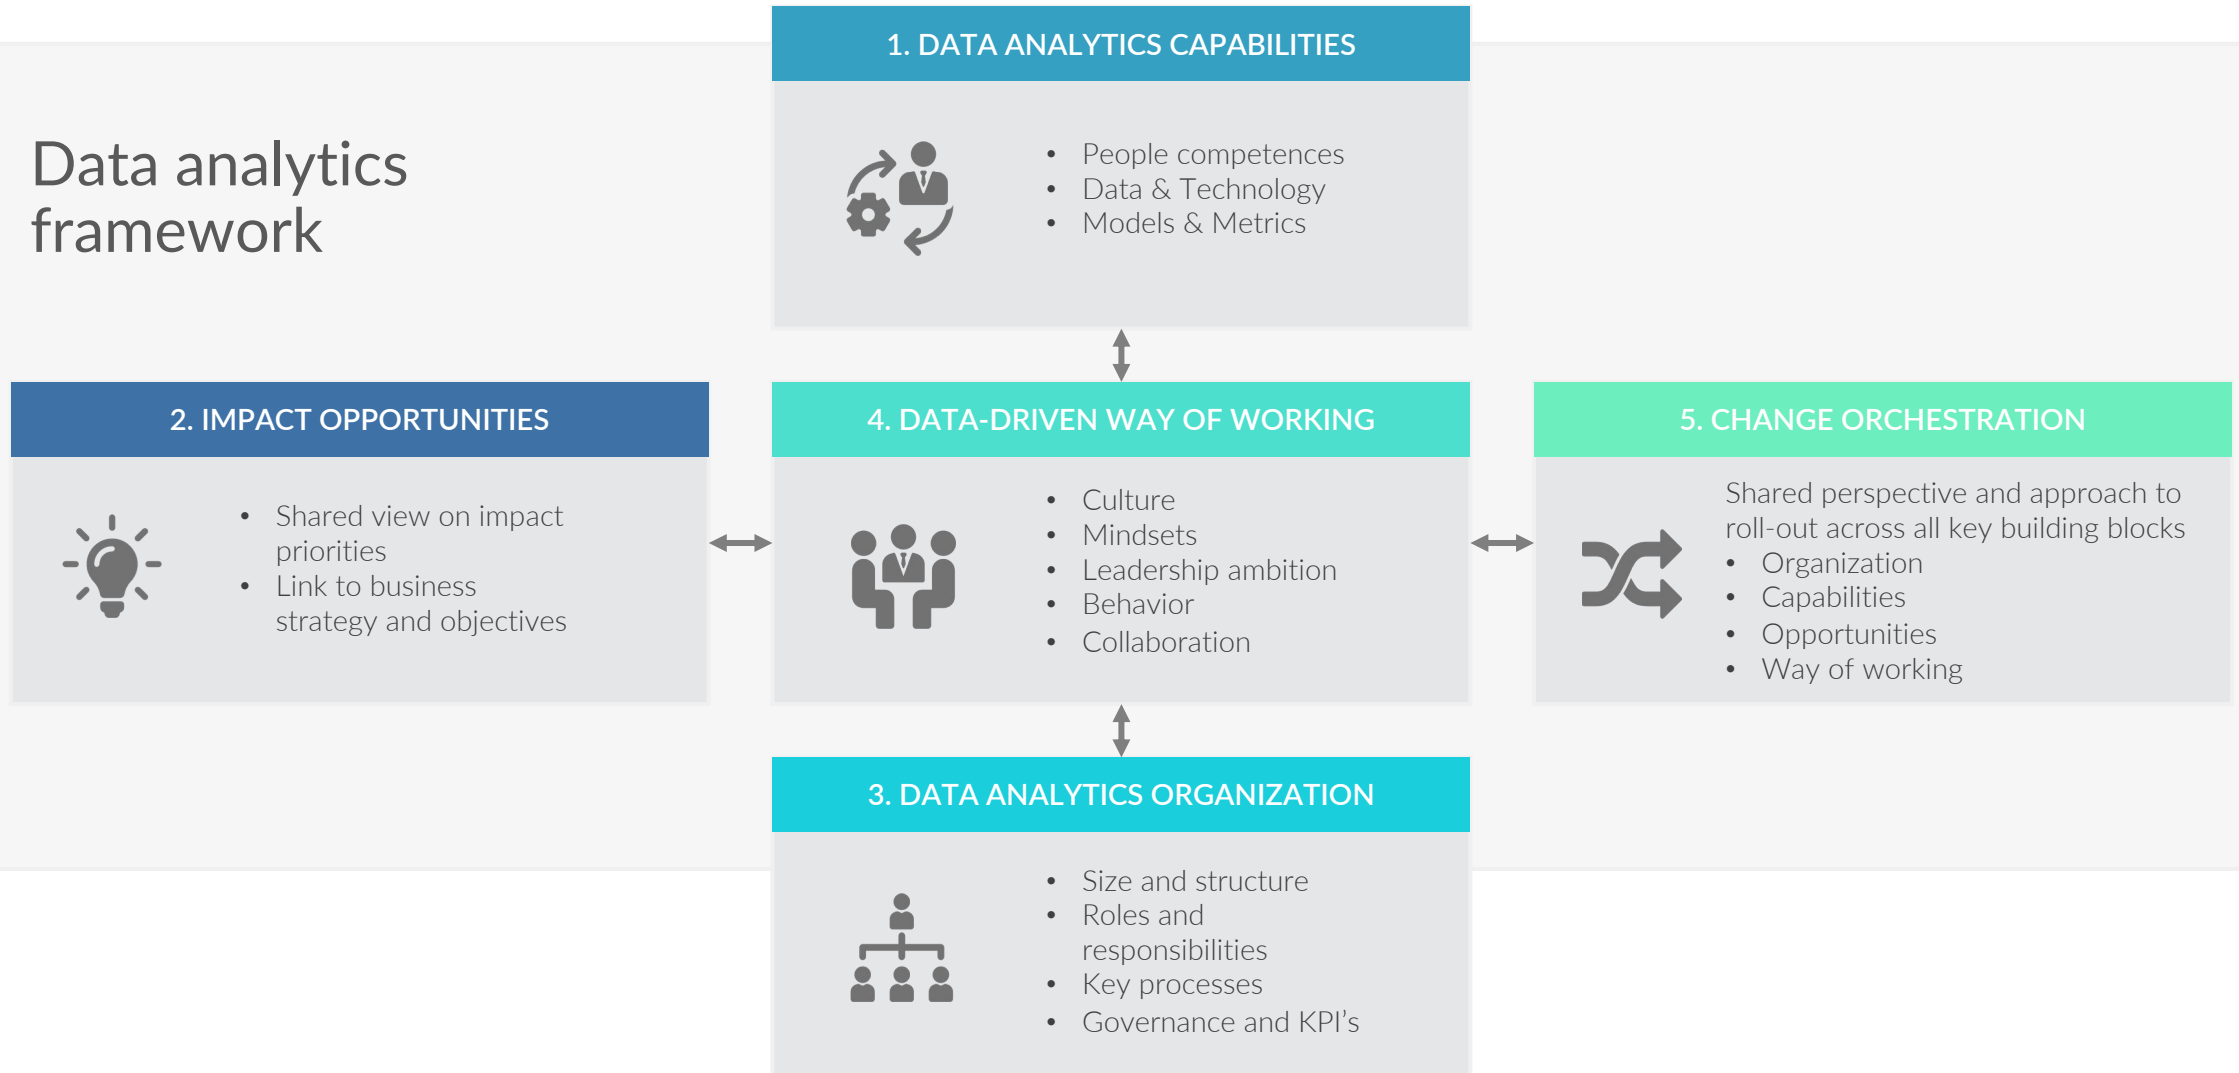 Data analytics
framework
1. DATA ANALYTICS CAPABILITIES
• People competences
• Data & Technology
• Models & Metrics
2. IMPACT OPPORTUNITIES
• Shared view on impact
priorities
• Link to business
strategy and objectives
4. DATA-DRIVEN WAY OF WORKING
• Culture
• Mindsets
• Leadership ambition
• Behavior
• Collaboration
5. CHANGE ORCHESTRATION
Shared perspective and approach to
roll-out across all key building blocks
• Organization
• Capabilities
• Opportunities
• Way of working
3. DATA ANALYTICS ORGANIZATION
• Size and structure
• Roles and
responsibilities
• Key processes
• Governance and KPI’s